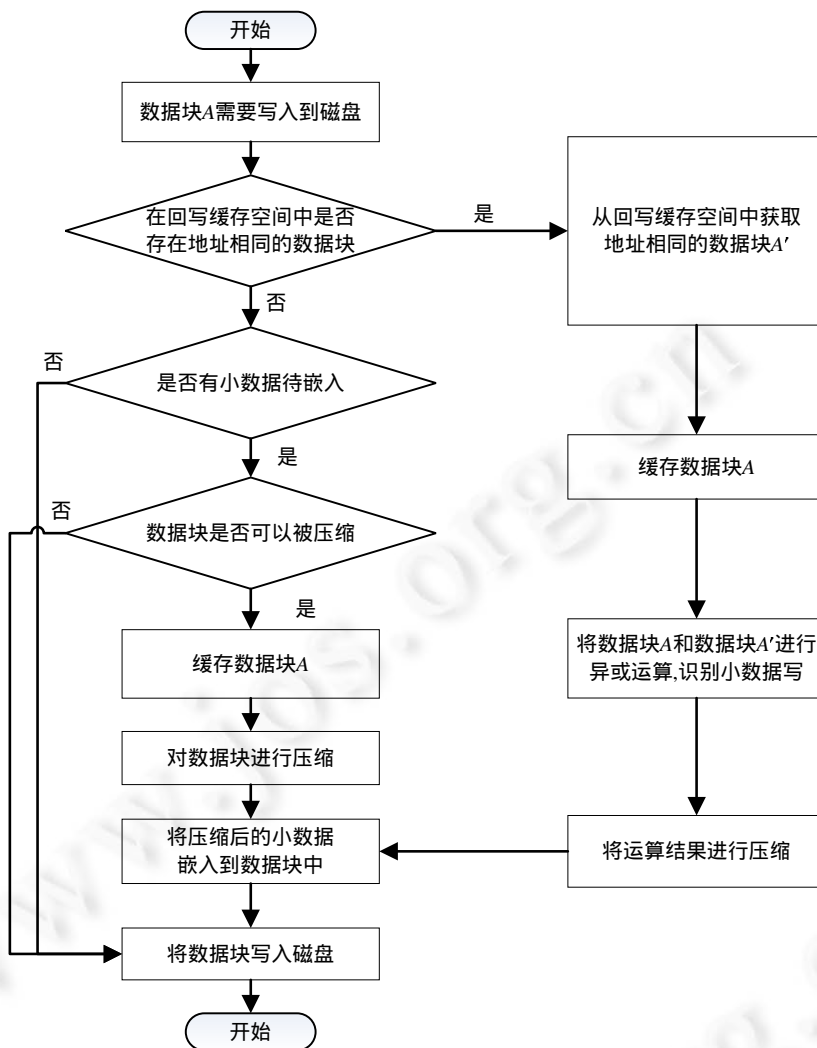 开始
数据块A需要写入到磁盘
在回写缓存空间中是否
存在地址相同的数据块
是
从回写缓存空间中获取
地址相同的数据块A′
否
否
是否有小数据待嵌入
缓存数据块A
是
否
数据块是否可以被压缩
是
将数据块A和数据块A′进行
异或运算,识别小数据写
缓存数据块A
对数据块进行压缩
将压缩后的小数据
嵌入到数据块中
将运算结果进行压缩
将数据块写入磁盘
开始
www.jos.org.cn